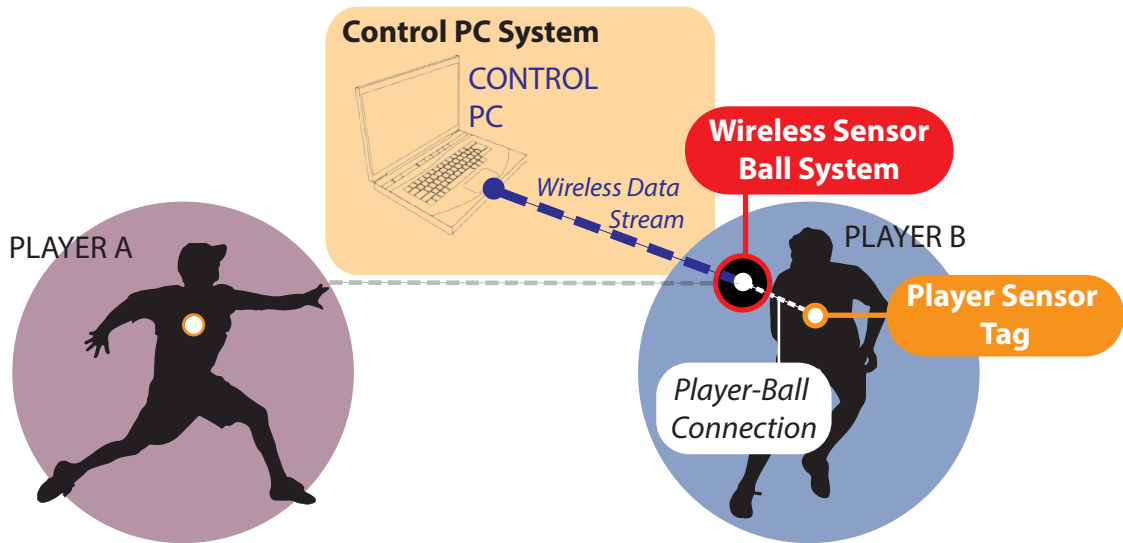 Control PC System
CONTROL
PC
Wireless Sensor
Ball System
Wireless Data
Stream
PLAYER A
PLAYER B
Player Sensor
Tag
Player-Ball
Connection